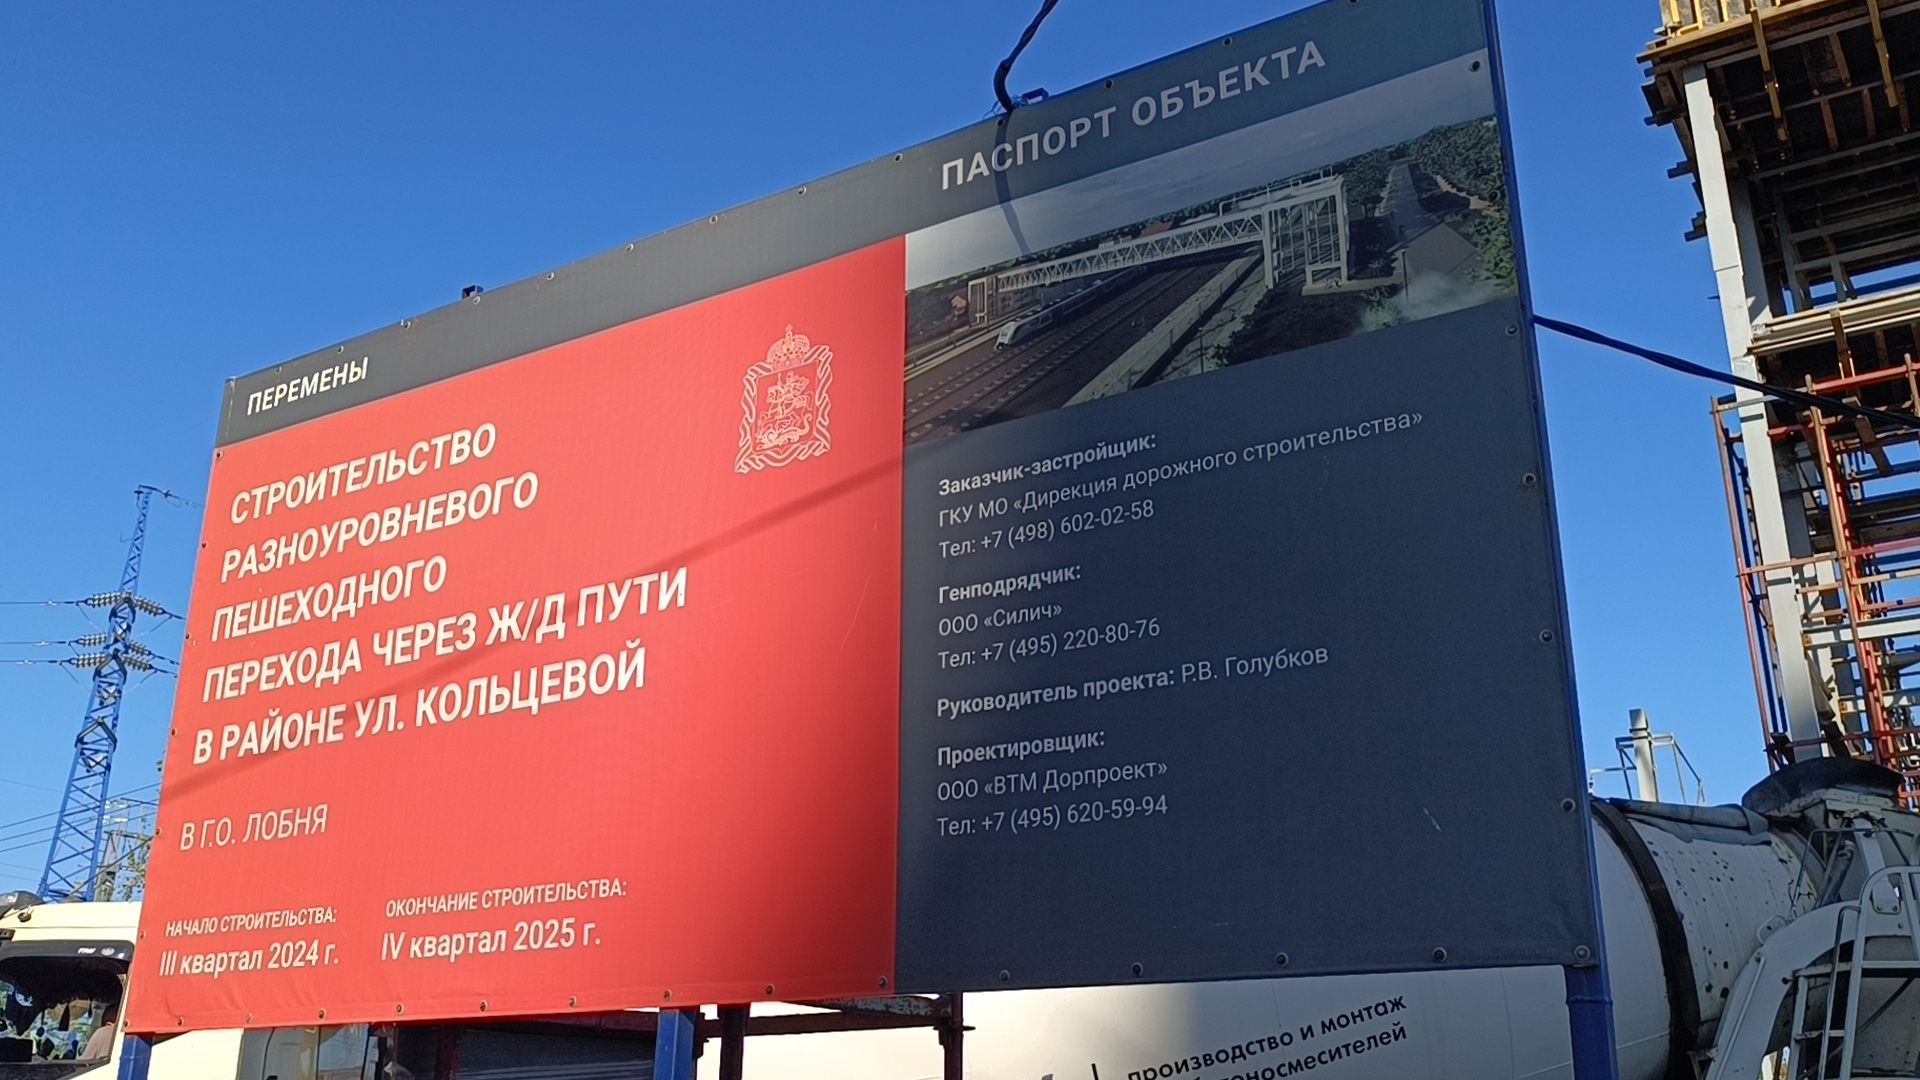 ПАСПОРТ ОБЪЕКТА
ПЕРЕМЕНЫ
СТРОИТЕЛЬСТВО
РАЗНОУРОВНЕВОГО
ПЕШЕХОДНОГО
ПЕРЕХОДА ЧЕРЕЗ Ж/Д ПУТИ
В РАЙОНЕ УЛ. КОЛЬЦЕВОЙ
В Г.О. ЛОБНЯ
НАЧАЛО СТРОИТЕЛЬСТВА:
III квартал 2024 г.
ОКОНЧАНИЕ СТРОИТЕЛЬСТВА:
IV квартал 2025 г.
Заказчик-застройщик:
ГКУ МО «Дирекция дорожного строительства»
Тел: +7 (498) 602-02-58
Генподрядчик:
ООО «Силич»
Тел: +7 (495) 220-80-76
Руководитель проекта: Р.В. Голубков
Проектировщик:
ООО «ВТМ Дорпроект»
Тел: +7 (495) 620-59-94
производство и монтаж